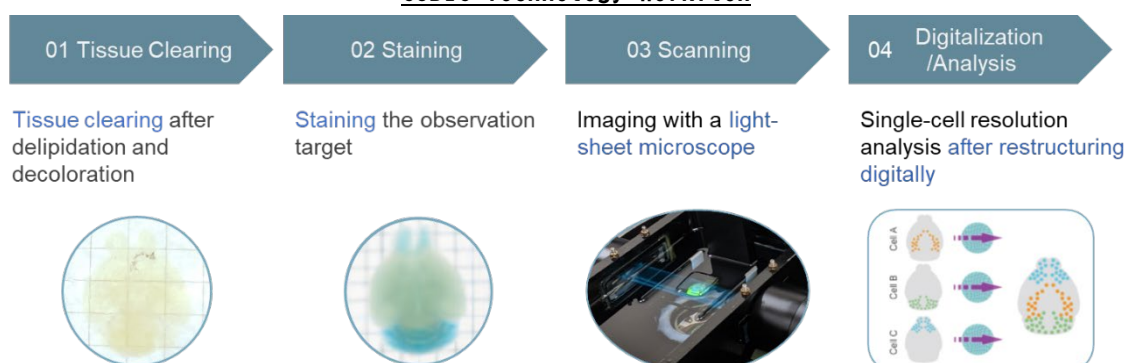 01 Tissue Clearing
02 Staining
03 Scanning
04 Digitalization
/Analysis
Tissue clearing after
delipidation and
decoloration
Staining the observation
target
Imaging with a light-
sheet microscope
Single-cell resolution
analysis after restructuring
digitally
Cell A
Cell B
Cell C